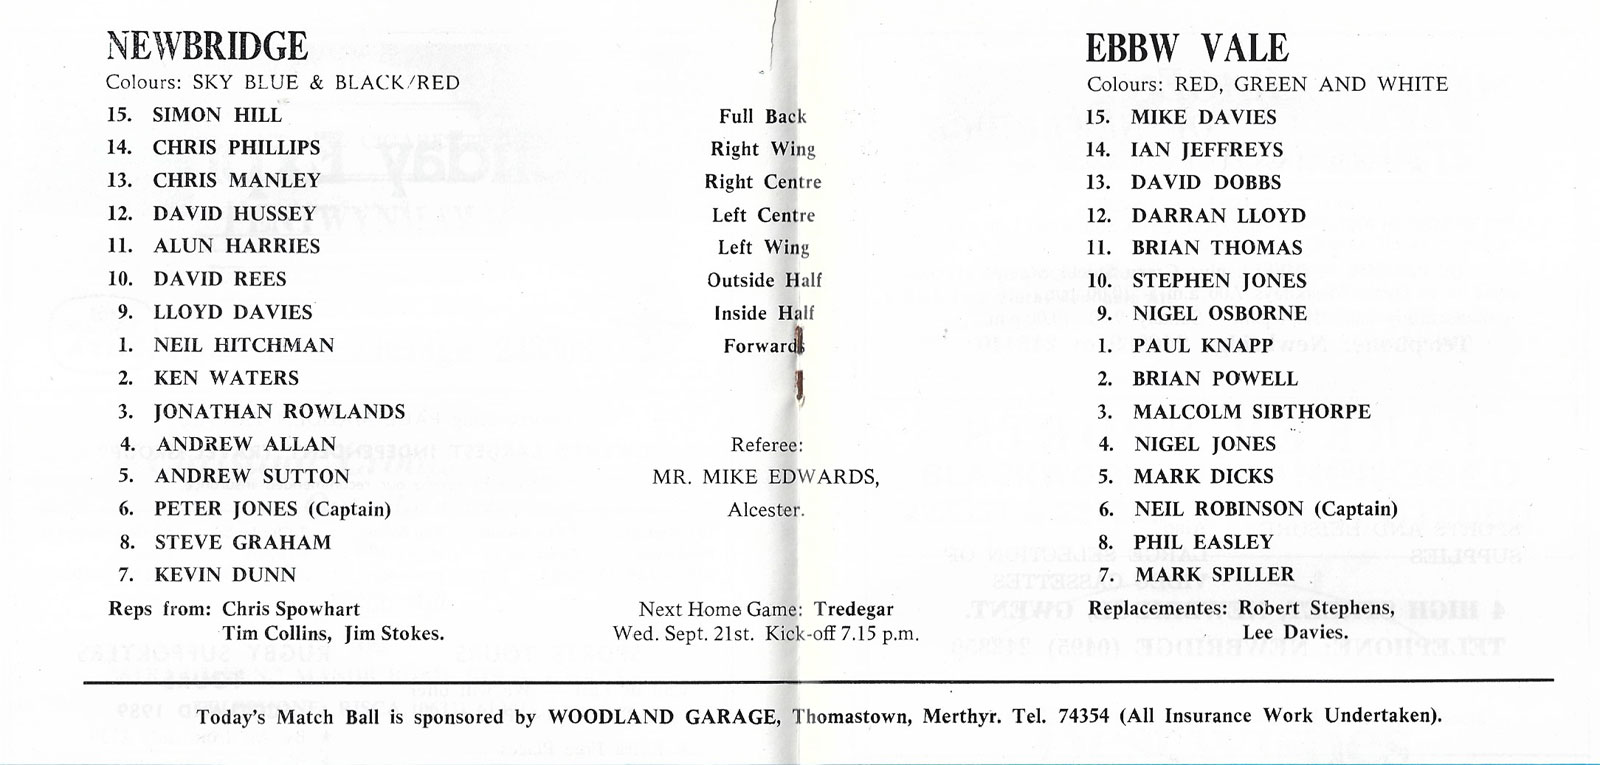 NEWBRIDGE
Colours: SKY BLUE & BLACK/RED
15. SIMON HILL
14. CHRIS PHILLIPS
13. CHRIS MANLEY
12. DAVID HUSSEY
11. ALUN HARRIES
10. DAVID REES
9. LLOYD DAVIES
1. NEIL HITCHMAN
2. KEN WATERS
3. JONATHAN ROWLANDS
4. ANDREW ALLAN
5. ANDREW SUTTON
6. PETER JONES (Captain)
8. STEVE GRAHAM
7. KEVIN DUNN
Reps from: Chris Spowhart
Tim Collins, Jim Stokes.
Full Back
Right Wing
Right Centre
Left Centre
Left Wing
Outside Half
Inside Half
Forwards
Referee:
MR. MIKE EDWARDS,
Alcester.
Next Home Game: Tredegar
Wed. Sept. 21st. Kick-off 7.15 p.m.
EBBW VALE
Colours: RED, GREEN AND WHITE
15. MIKE DAVIES
14. IAN JEFFREYS
13. DAVID DOBBS
12. DARRAN LLOYD
11. BRIAN THOMAS
10. STEPHEN JONES
9. NIGEL OSBORNE
1. PAUL KNAPP
2. BRIAN POWELL
3. MALCOLM SIBTHORPE
4. NIGEL JONES
5. MARK DICKS
6. NEIL ROBINSON (Captain)
8. PHIL EASLEY
7. MARK SPILLER
Replacementes: Robert Stephens,
Lee Davies.
Today's Match Ball is sponsored by WOODLAND GARAGE, Thomastown, Merthyr. Tel. 74354 (All Insurance Work Undertaken).